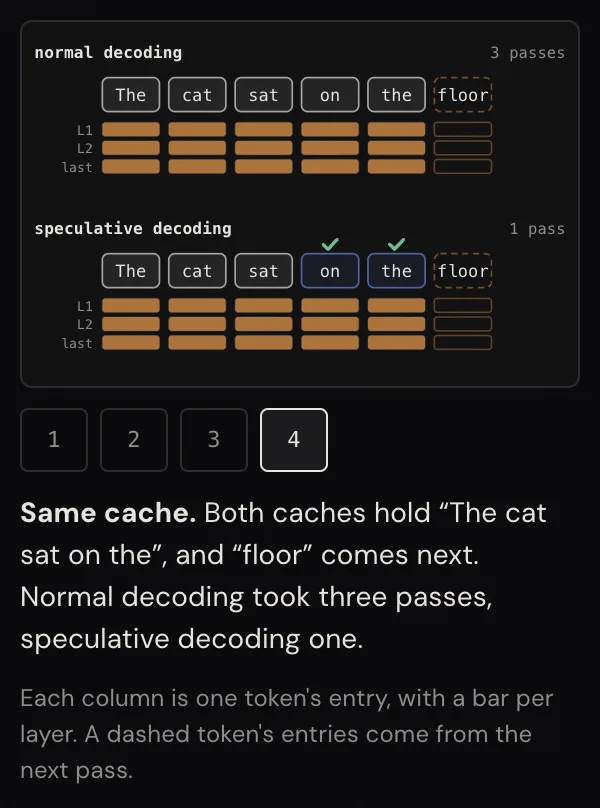 normal decoding 3 passes
The cat sat on the floor
L1
L2
last
speculative decoding 1 pass
The cat sat on the floor
L1
L2
last
1 2 3 4
Same cache. Both caches hold “The cat
sat on the”, and “floor” comes next.
Normal decoding took three passes,
speculative decoding one.
Each column is one token's entry, with a bar per
layer. A dashed token's entries come from the
next pass.